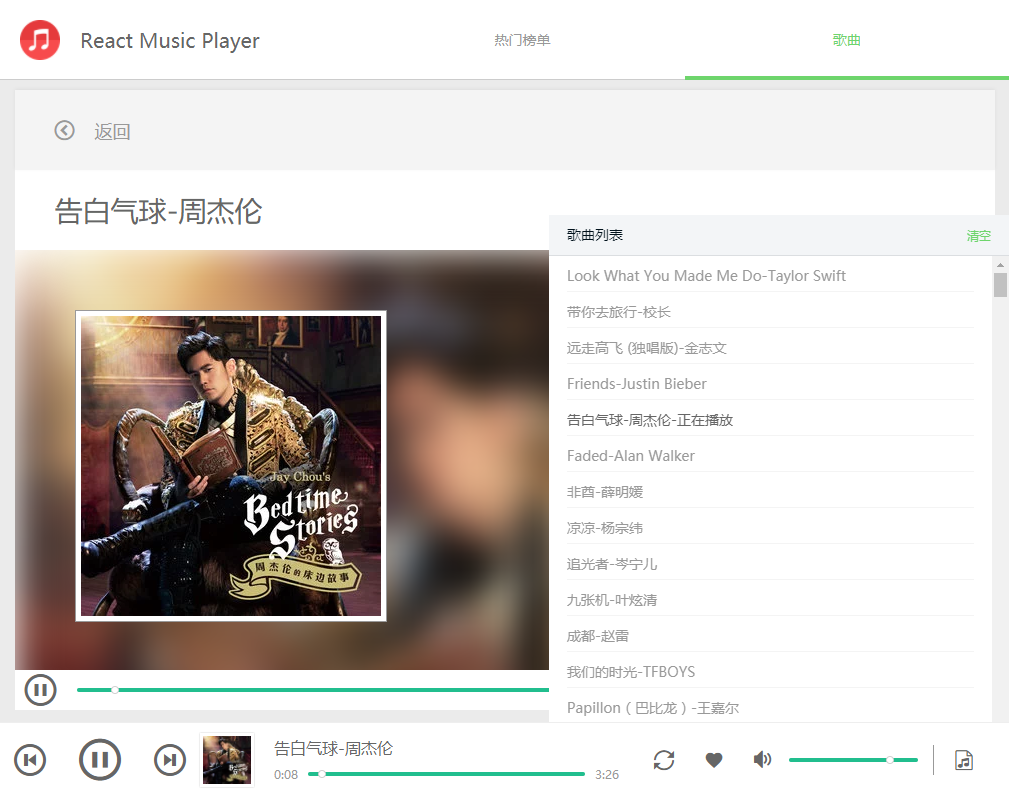 React Music Player
热门榜单
歌曲
返回
告白气球-周杰伦
Jay Chou's
Bedtime
Stories
周杰伦的床边故事
歌曲列表
清空
Look What You Made Me Do-Taylor Swift
带你去旅行-校长
远走高飞 (独唱版)-金志文
Friends-Justin Bieber
告白气球-周杰伦-正在播放
Faded-Alan Walker
非酋-薛明媛
凉凉-杨宗纬
追光者-岑宁儿
九张机-叶炫清
成都-赵雷
我们的时光-TFBOYS
Papillon（巴比龙）-王嘉尔
告白气球-周杰伦
0:08
3:26